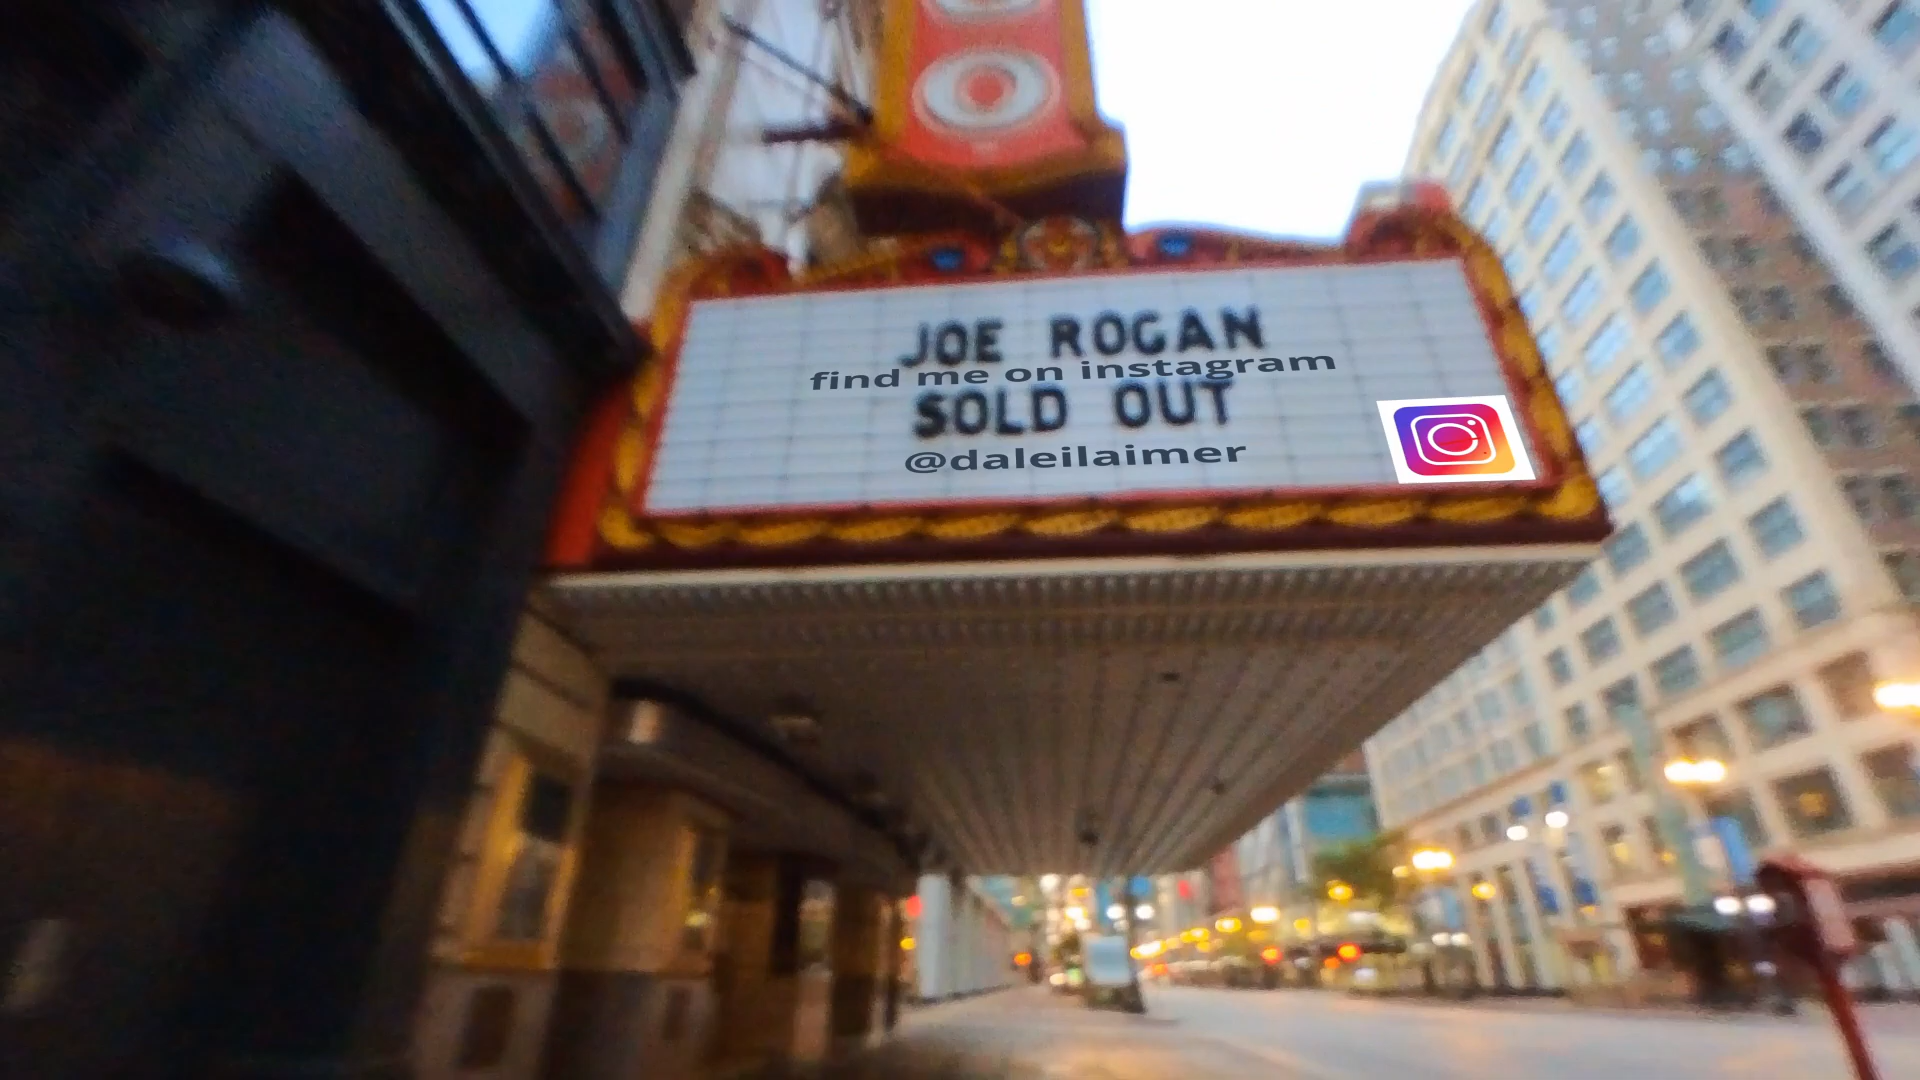 O
JOE ROGAN
find me on instagram
SOLD OUT
@daleilaimer